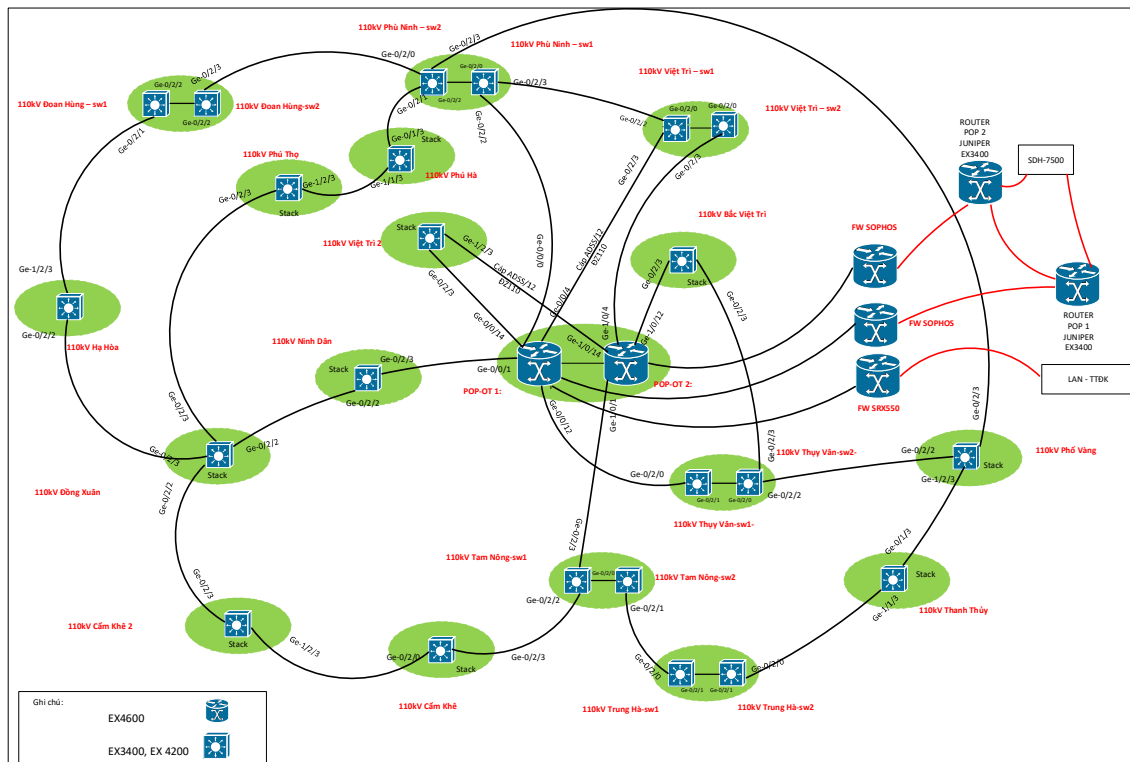 110kV Phù Ninh – sw2
Ge-0/2/3
110kV Phù Ninh – sw1
Ge-0/2/0
Ge-0/2/3
Ge-0/2/0
Ge-0/2/3
110kV Việt Trì – sw1
Ge-0/2/2
110kV Đoan Hùng – sw1
110kV Đoan Hùng-sw2
Ge-0/2/2
Ge-0/2/1
Ge-0/2/1
Ge-0/2/2
Ge-0/2/2
Ge-0/2/0
Ge-0/2/0
110kV Việt Trì – sw2
Ge-0/2/2
Ge-0/2/3
Ge-0/2/3
ROUTER
POP 2
JUNIPER
EX3400
SDH-7500
110kV Phú Thọ
Ge-0/1/3
Stack
110kV Phú Hà
Ge-1/1/3
Ge-0/2/3
Ge-1/2/3
Stack
110kV Bắc Việt Trì
Stack
110kV Việt Trì 2
Ge-1/2/3
Ge-0/2/3
Cáp ADSS/12
ĐZ110
Ge-0/0/0
Cáp ADSS/12
ĐZ110
Ge-0/2/3
Stack
Ge-0/2/3
FW SOPHOS
Ge-1/2/3
Ge-0/2/2
110kV Hạ Hòa
Ge-0/0/14
Ge-0/0/4
Ge-1/0/4
Ge-1/0/12
Ge-1/0/14
FW SOPHOS
ROUTER
POP 1
JUNIPER
EX3400
110kV Ninh Dân
Stack
Ge-0/2/3
Ge-0/2/2
Ge-0/0/1
POP-OT 1:
POP-OT 2:
Ge-0/0/12
Ge-1/0/1
FW SRX550
LAN - TTĐK
Ge-0/2/3
Ge-0/2/3
Ge-0/2/2
Ge-0/2/3
Stack
110kV Đồng Xuân
Ge-0/2/2
Ge-0/2/3
Ge-0/2/3
110kV Thụy Vân-sw2-
Ge-0/2/0
Ge-0/2/1
Ge-0/2/0
Ge-0/2/2
110kV Thụy Vân-sw1-
Ge-0/2/2
Ge-1/2/3
Stack
110kV Phố Vàng
Ge-0/2/3
110kV Tam Nông-sw1
Ge-0/2/0
110kV Tam Nông-sw2
Ge-0/2/2
Ge-0/2/1
Ge-0/1/3
Stack
Ge-1/1/3
110kV Thanh Thủy
Ge-0/2/3
110kV Cẩm Khê 2
Stack
Ge-1/2/3
Ge-0/2/0
Stack
Ge-0/2/3
110kV Cẩm Khê
Ge-0/2/0
Ge-0/2/1
Ge-0/2/1
Ge-0/2/0
110kV Trung Hà-sw1
110kV Trung Hà-sw2
Ghi chú:
EX4600
EX3400, EX 4200